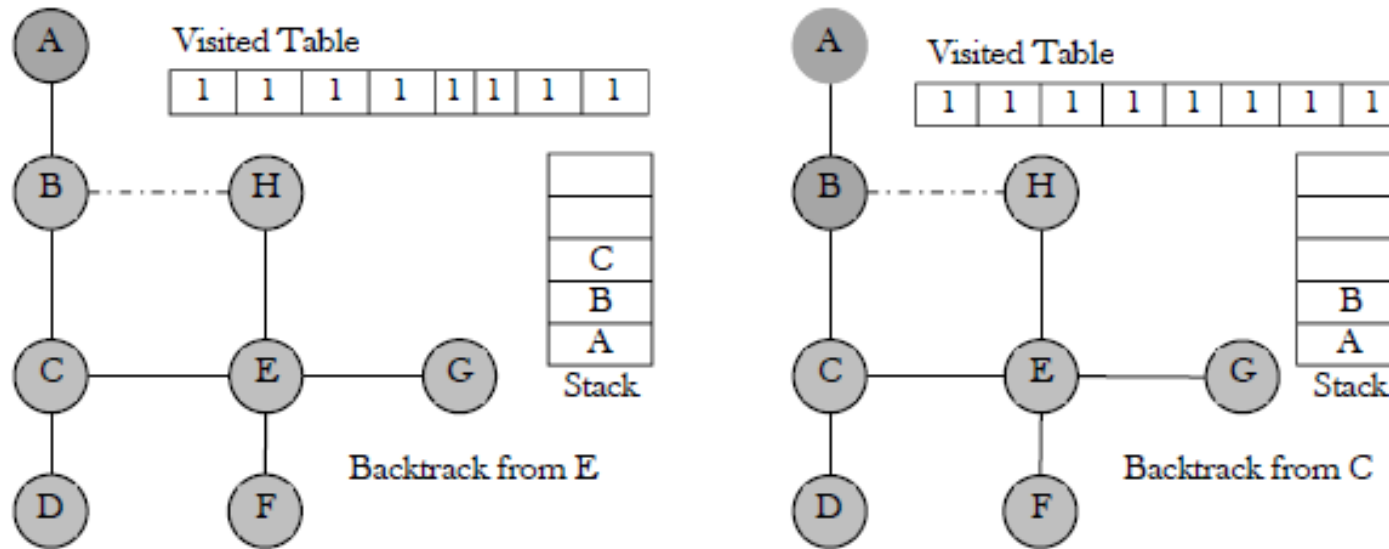 A
Visited Table
1 1 1 1 1 1 1 1
B H
C
B
C E G A
Stack
Backtrack from E
D F
A
Visited Table
1 1 1 1 1 1 1 1
B H
B
C E G A
Stack
Backtrack from C
D F